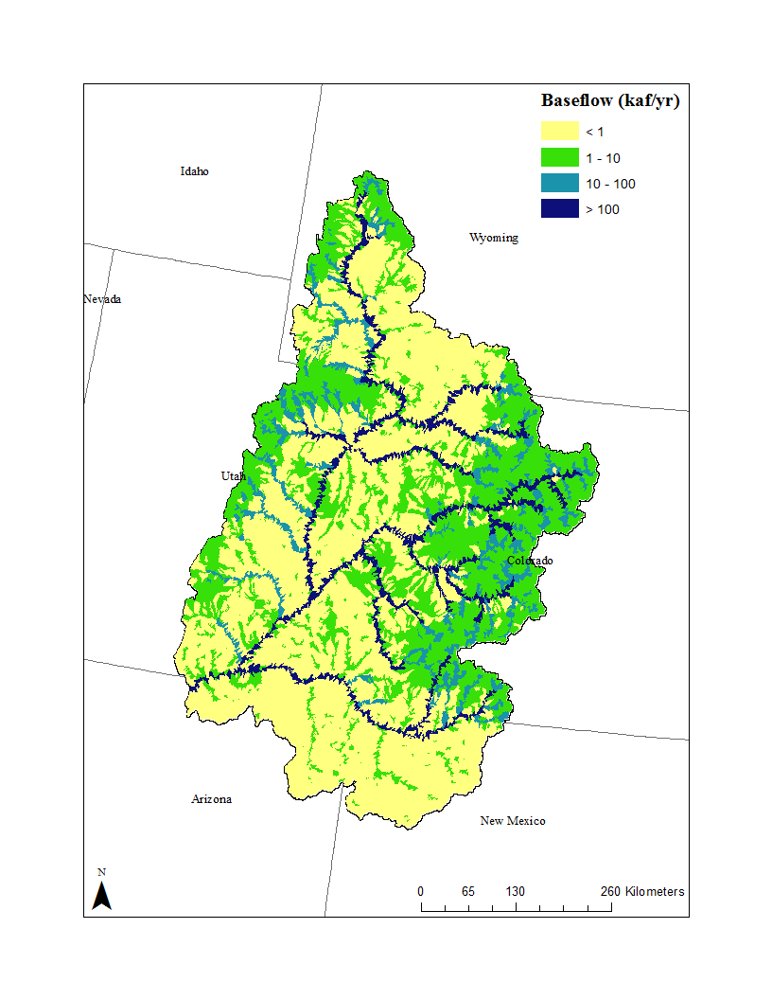 Baseflow (kaf/yr)
< 1
1 - 10
10 - 100
> 100
Idaho
Wyoming
Nevada
Utah
Colorado
Arizona
New Mexico
N
0 65 130 260 Kilometers